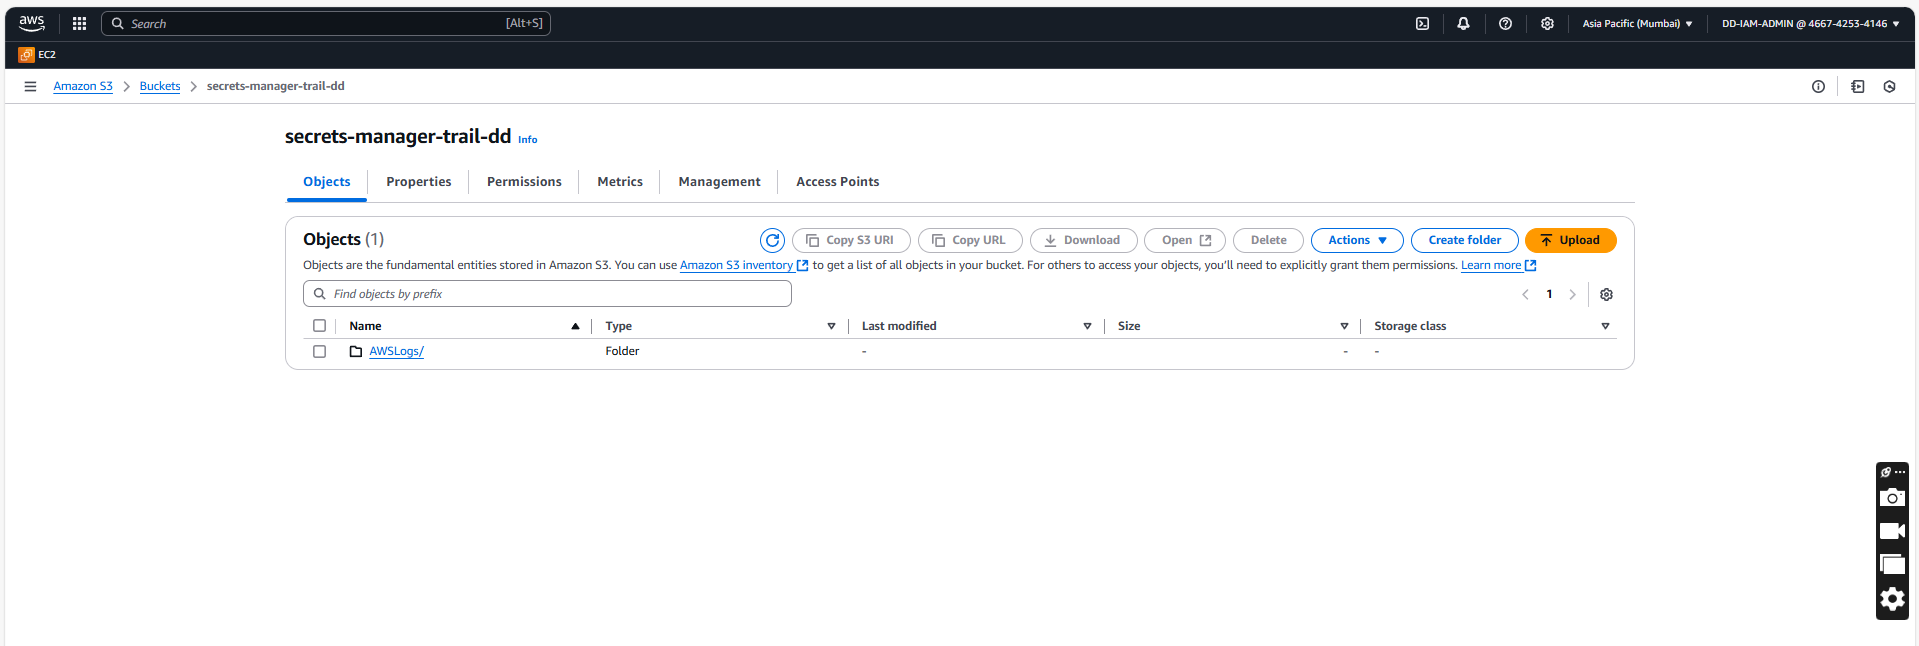 aws
Search [Alt+S] Asia Pacific (Mumbai) DD-IAM-ADMIN @ 4667-4253-4146
EC2
Amazon S3 Buckets secrets-manager-trail-dd
secrets-manager-trail-dd Info
Objects Properties Permissions Metrics Management Access Points
Objects (1) Copy S3 URI Copy URL Download Open Delete Actions Create folder Upload
Objects are the fundamental entities stored in Amazon S3. You can use Amazon S3 inventory to get a list of all objects in your bucket. For others to access your objects, you'll need to explicitly grant them permissions. Learn more
Find objects by prefix 1
Name Type Last modified Size Storage class
AWSLogs/ Folder - - -